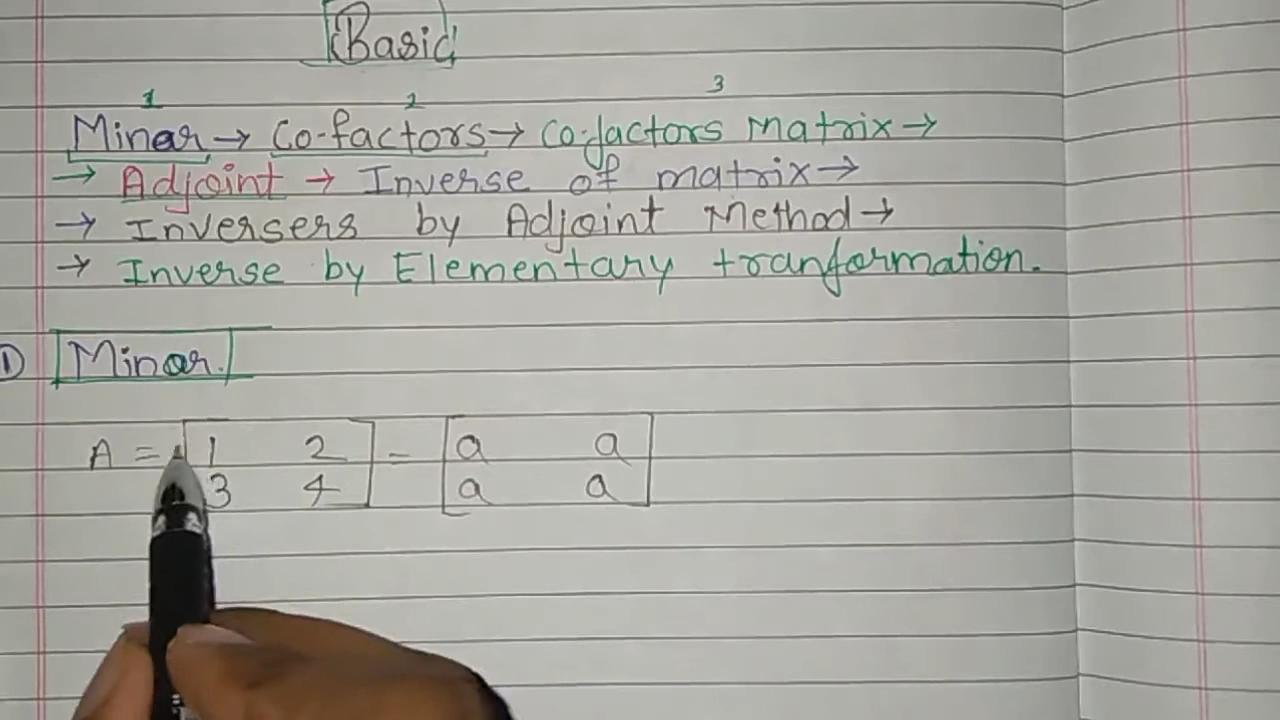 Basic
1 2 3
Minar → Co-factors → Co-factors Matrix →
→ Adjoint → Inverse of matrix →
→ Inversers by Adjoint Method →
→ Inverse by Elementary tranformation.
① Minor.
A = 1 2 - a a
3 4 a a